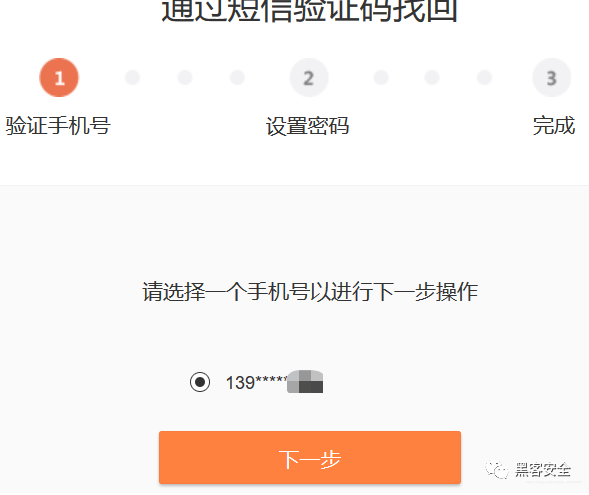 通过短信验证码找回
1 2 3
验证手机号 设置密码 完成
请选择一个手机号以进行下一步操作
139*****
下一步
黑客安全